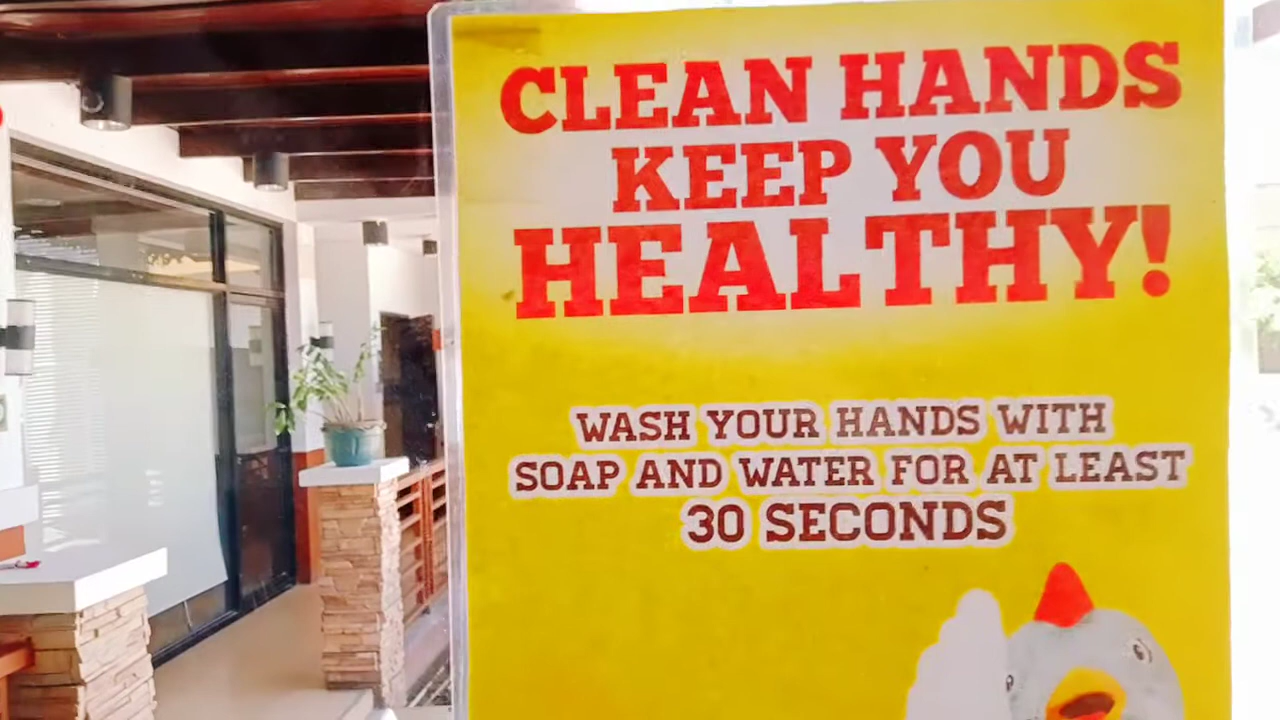 CLEAN HANDS
KEEP YOU
HEALTHY!
WASH YOUR HANDS WITH
SOAP AND WATER FOR AT LEAST
30 SECONDS